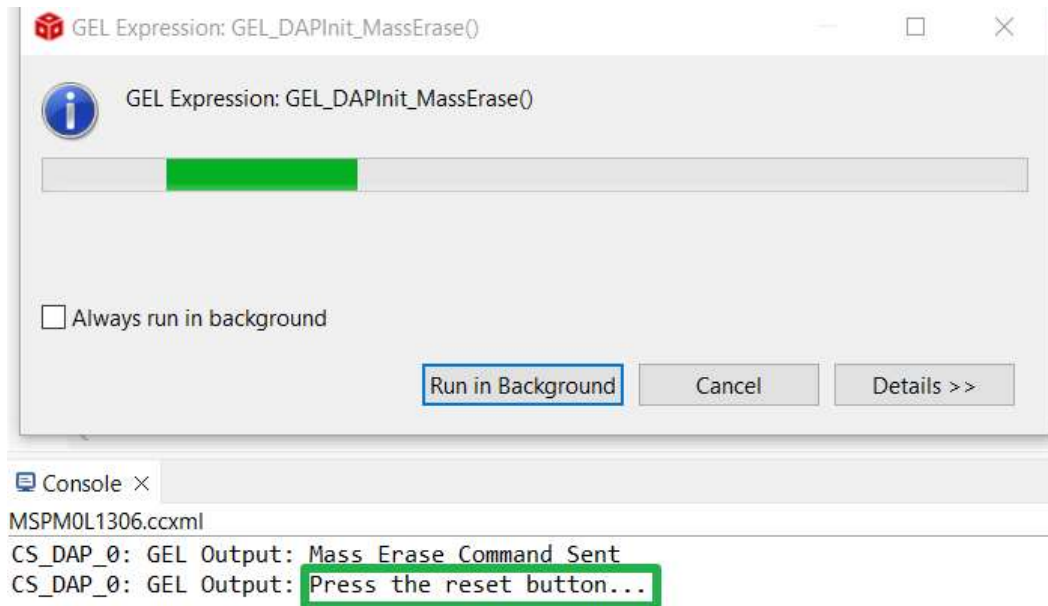 GEL Expression: GEL_DAPInit_MassErase()
GEL Expression: GEL_DAPInit_MassErase()
Always run in background
Run in Background Cancel Details >>
Console
MSPM0L1306.ccxml
CS_DAP_0: GEL Output: Mass Erase Command Sent
CS_DAP_0: GEL Output: Press the reset button...